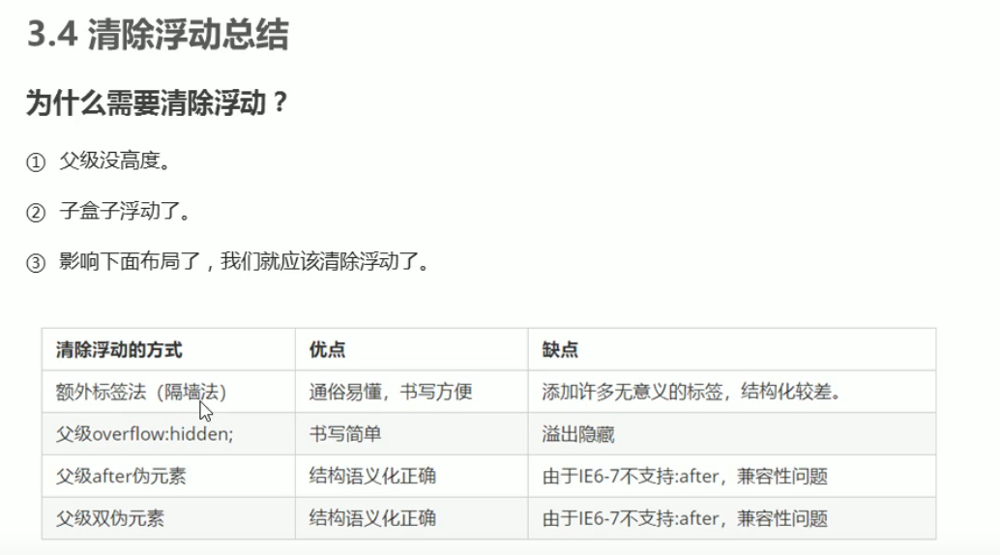 3.4 清除浮动总结
为什么需要清除浮动？
① 父级没高度。
② 子盒子浮动了。
③ 影响下面布局了，我们就应该清除浮动了。
清除浮动的方式 优点 缺点
额外标签法（隔墙法） 通俗易懂，书写方便 添加许多无意义的标签，结构化较差。
父级overflow:hidden; 书写简单 溢出隐藏
父级after伪元素 结构语义化正确 由于IE6-7不支持:after，兼容性问题
父级双伪元素 结构语义化正确 由于IE6-7不支持:after，兼容性问题